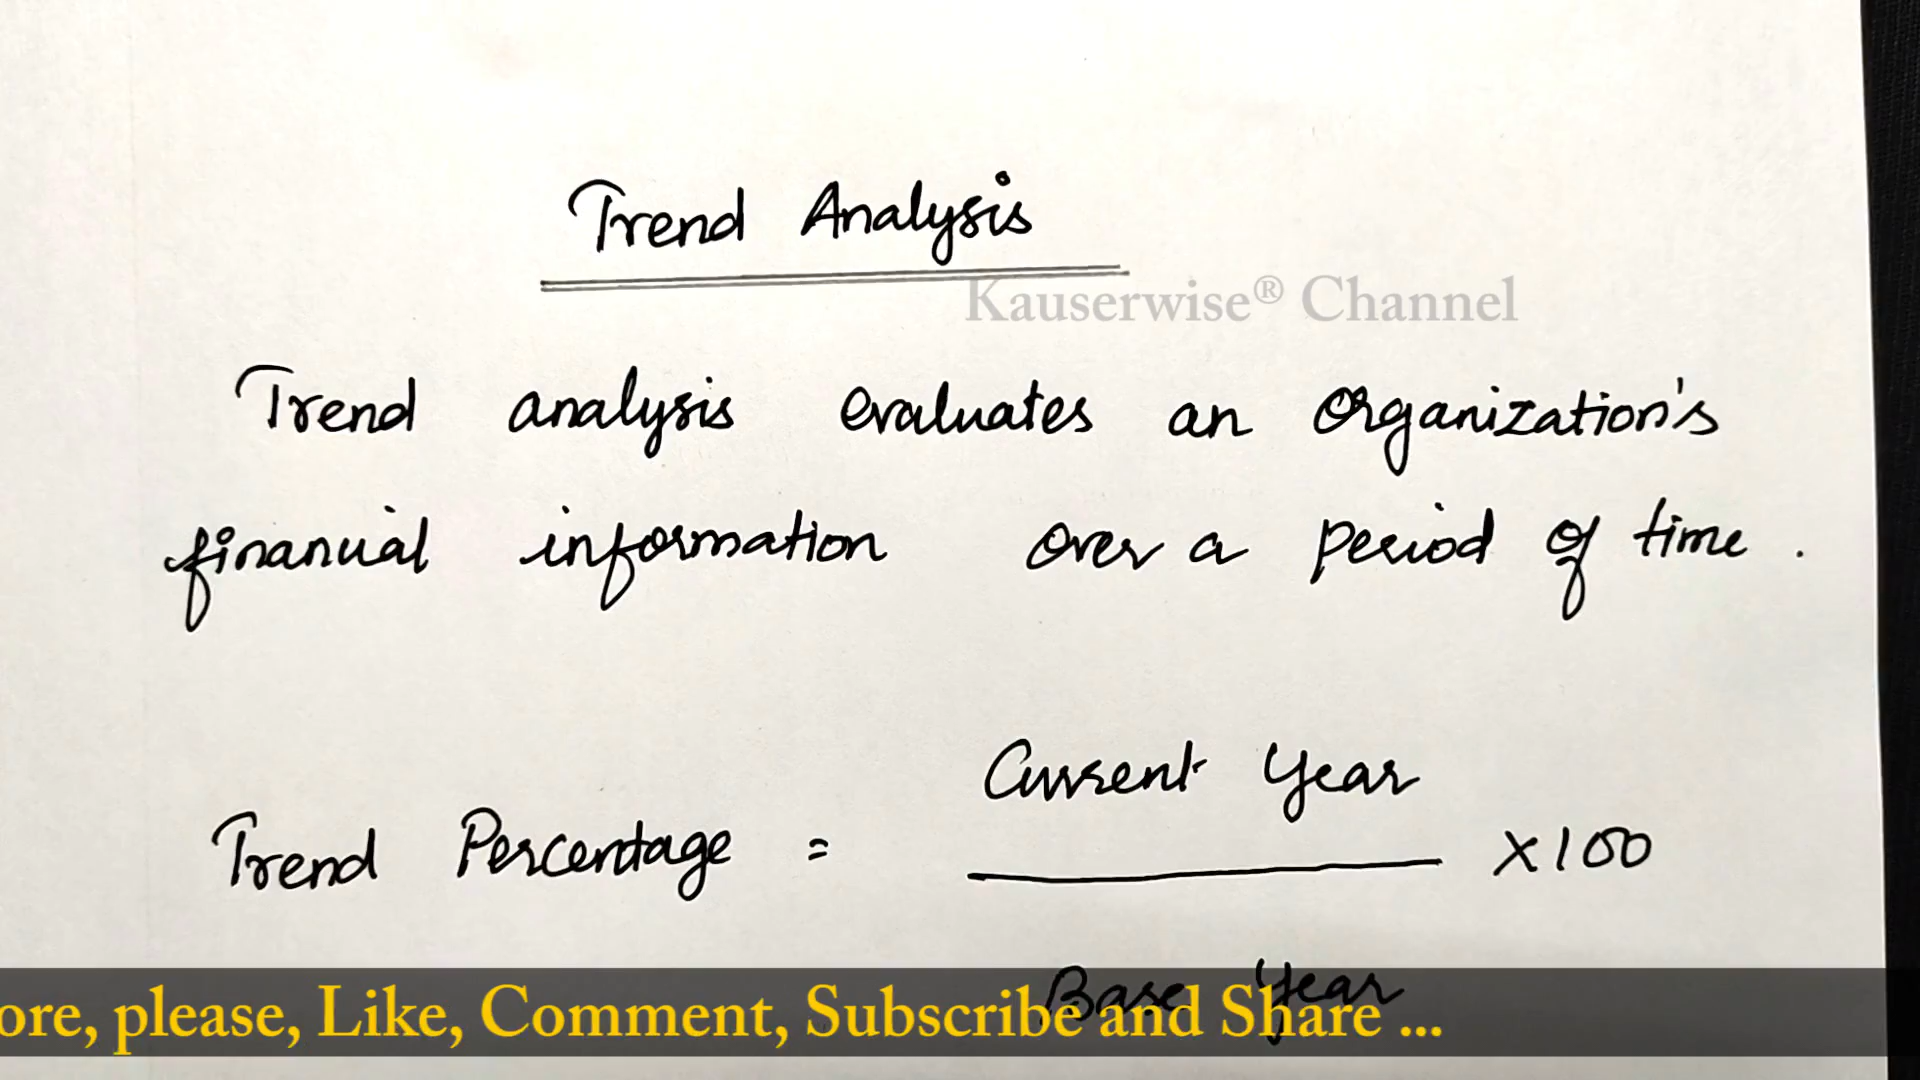 Trend Analysis
Kauserwise® Channel
Trend analysis evaluates an Organization's
financial information over a period of time .
Current Year
Trend Percentage = —— X100
Base Year
ore, please, Like, Comment, Subscribe and Share ...